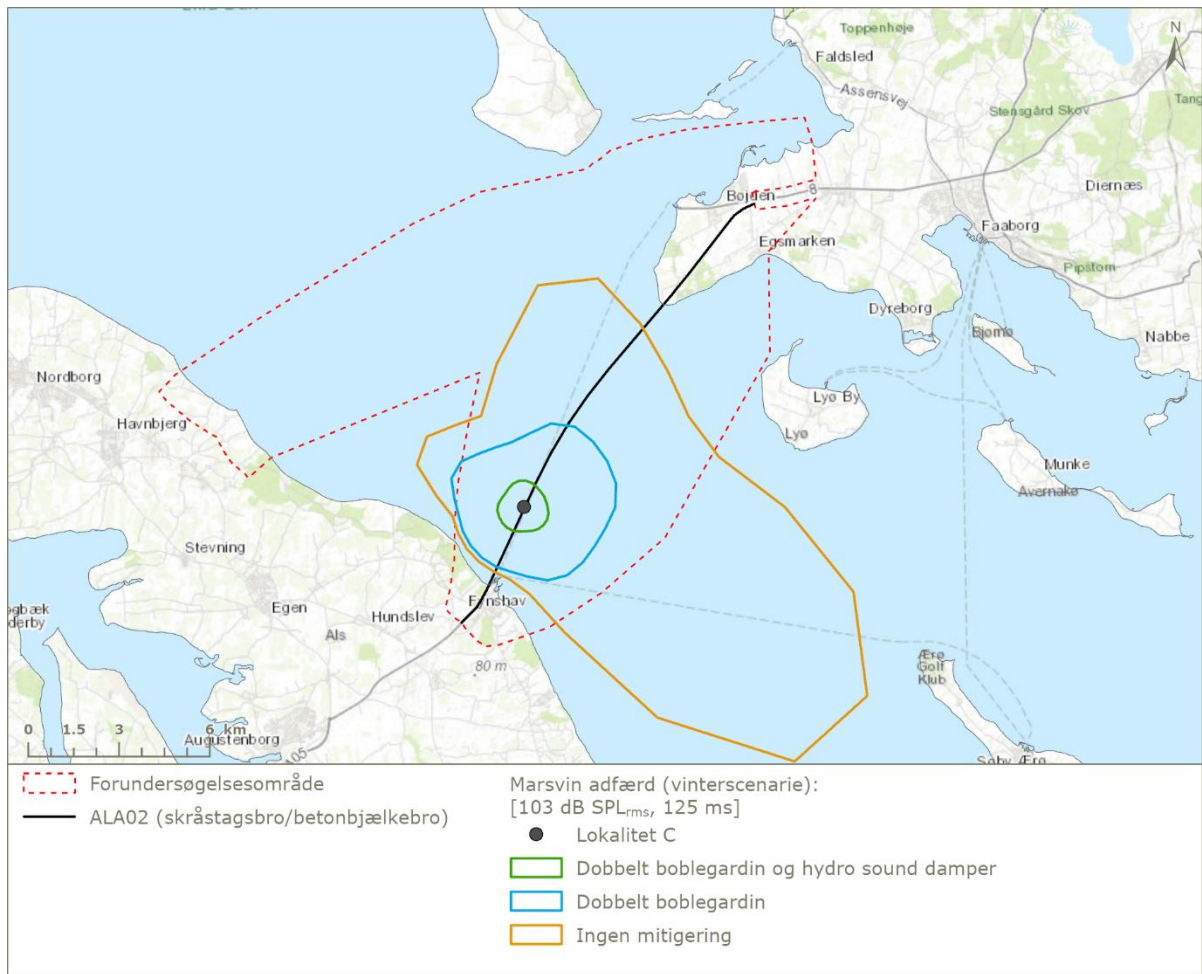 Toppenhøje
Faldsled
Assensvej
Stensgård Skov
N
Bøjden
8
Diernæs
Faaborg
Egsmarken
Pipstorn
Dyreborg
Bjørnø
Nabbe
Nordborg
Havnbjerg
Lyø By
Lyø
Munke
Avernakø
Stevning
Egen
Hundslev
Fynshav
Als
80 m
Ærø
Golf
Klub
0 1.5 3 6 km
Augustenborg
Søby Ærø
Forundersøgelsesområde
ALA02 (skråstagsbro/betonbjælkebro)
Marsvin adfærd (vinterscenarie):
[103 dB SPLrms, 125 ms]
Lokalitet C
Dobbelt boblegardin og hydro sound damper
Dobbelt boblegardin
Ingen mitigering